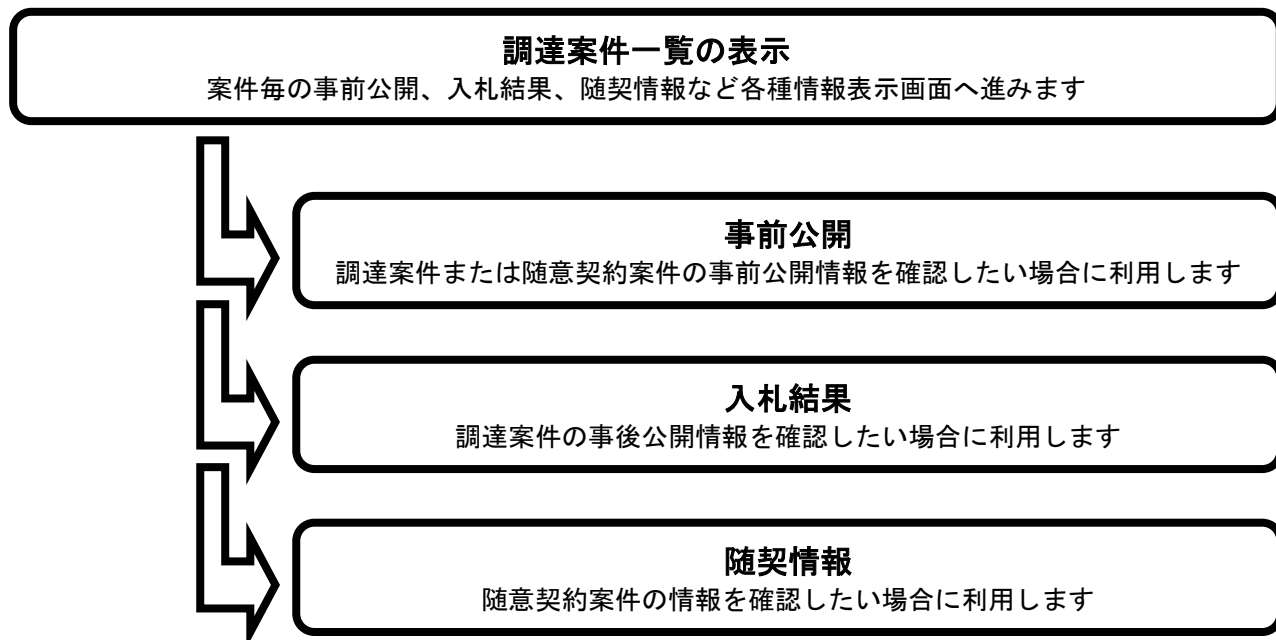 調達案件一覧の表示
案件毎の事前公開、入札結果、随契情報など各種情報表示画面へ進みます
事前公開
調達案件または随意契約案件の事前公開情報を確認したい場合に利用します
入札結果
調達案件の事後公開情報を確認したい場合に利用します
随契情報
随意契約案件の情報を確認したい場合に利用します